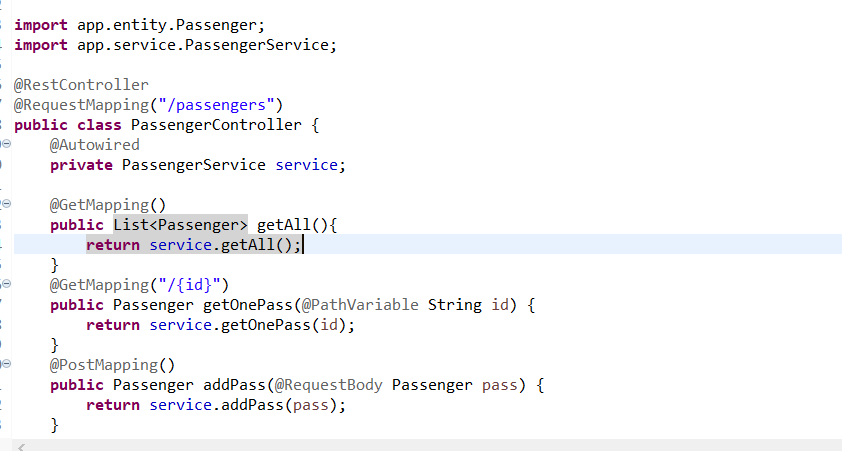 import app.entity.Passenger;
import app.service.PassengerService;
@RestController
@RequestMapping("/passengers")
public class PassengerController {
@Autowired
private PassengerService service;
@GetMapping()
public List<Passenger> getAll(){
return service.getAll();
}
@GetMapping("/{id}")
public Passenger getOnePass(@PathVariable String id) {
return service.getOnePass(id);
}
@PostMapping()
public Passenger addPass(@RequestBody Passenger pass) {
return service.addPass(pass);
}